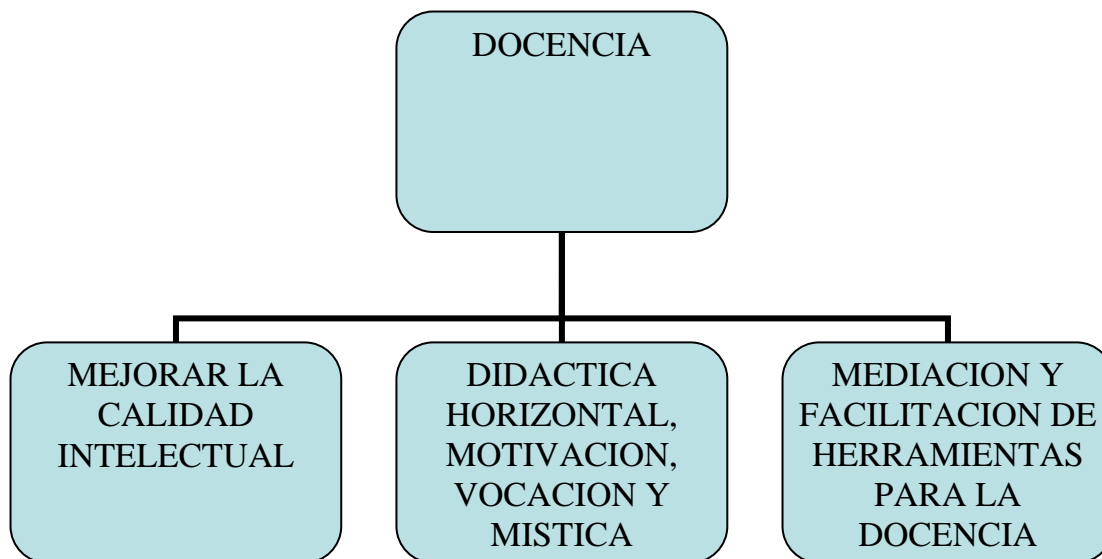 DOCENCIA
MEJORAR LA
CALIDAD
INTELECTUAL
DIDACTICA
HORIZONTAL,
MOTIVACION,
VOCACION Y
MISTICA
MEDIACION Y
FACILITACION DE
HERRAMIENTAS
PARA LA
DOCENCIA